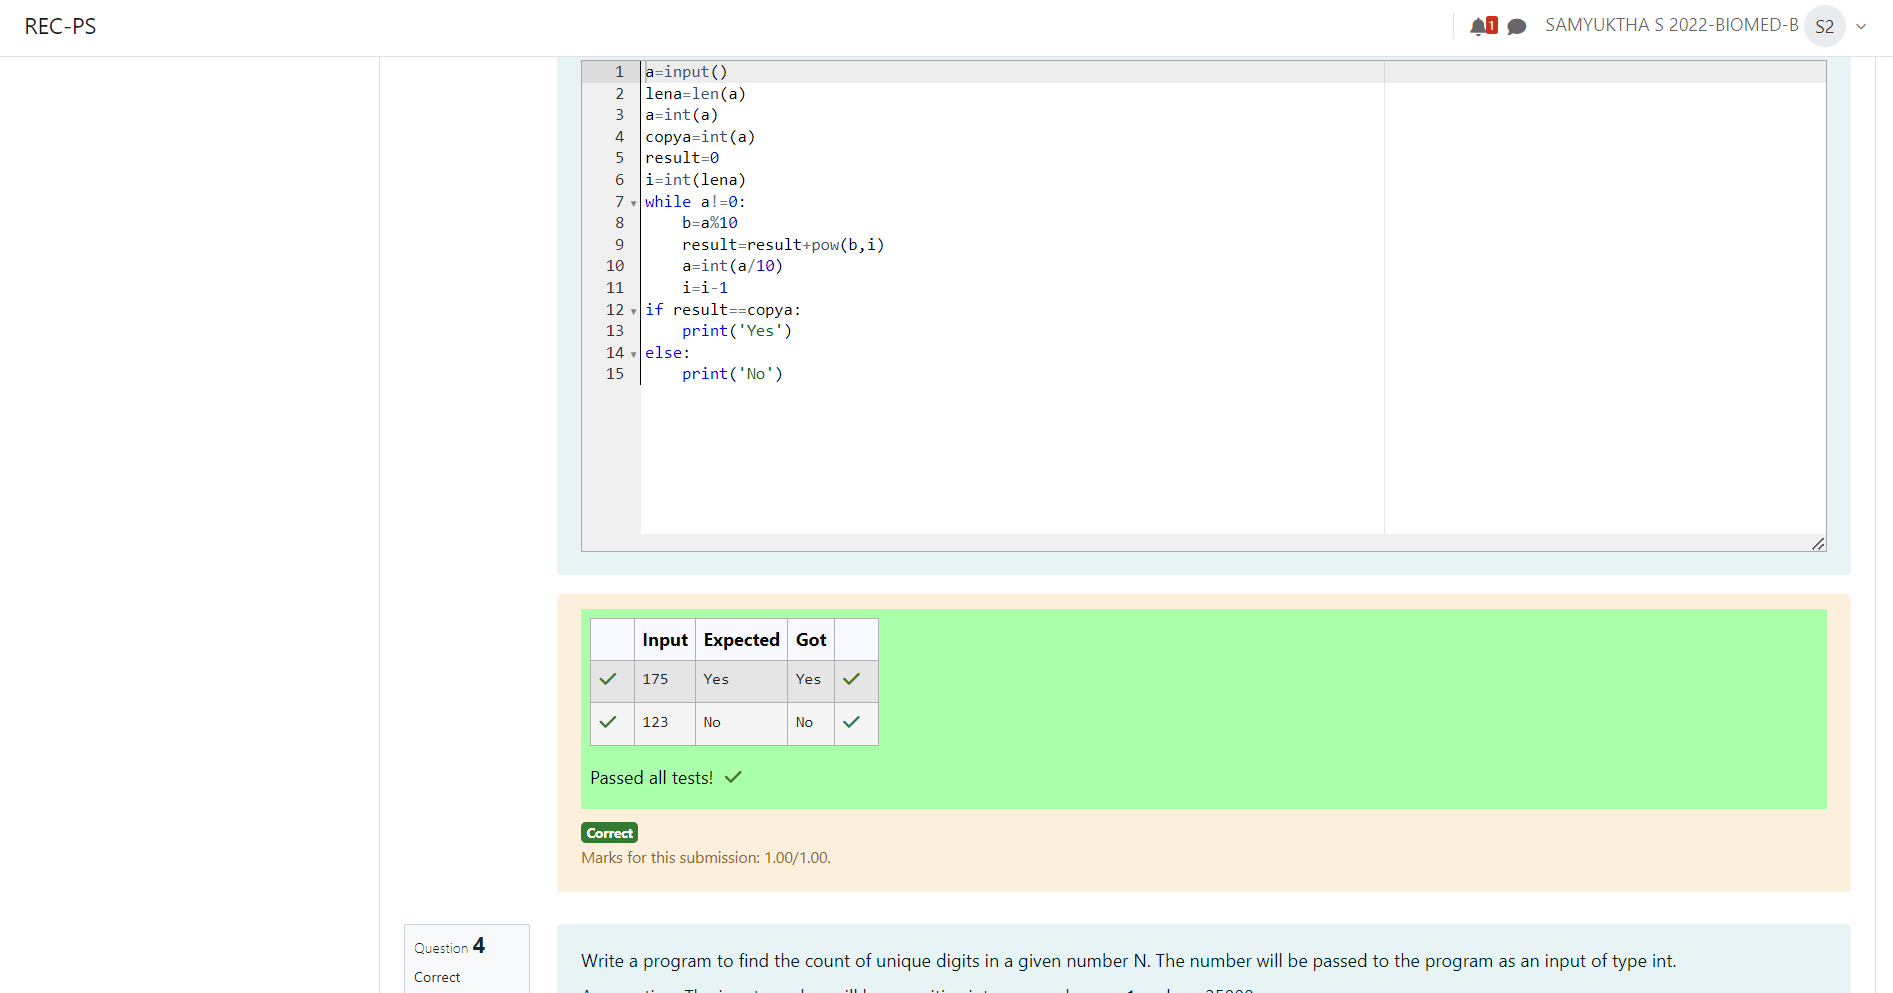 REC-PS
1
SAMYUKTHA S 2022-BIOMED-B
S2
1 a=input()
2 lena=len(a)
3 a=int(a)
4 copya=int(a)
5 result=0
6 i=int(lena)
7 while a!=0:
8 b=a%10
9 result=result+pow(b,i)
10 a=int(a/10)
11 i=i-1
12 if result==copya:
13 print('Yes')
14 else:
15 print('No')
Input Expected Got
175 Yes Yes
123 No No
Passed all tests!
Correct
Marks for this submission: 1.00/1.00.
Question 4
Correct
Write a program to find the count of unique digits in a given number N. The number will be passed to the program as an input of type int.